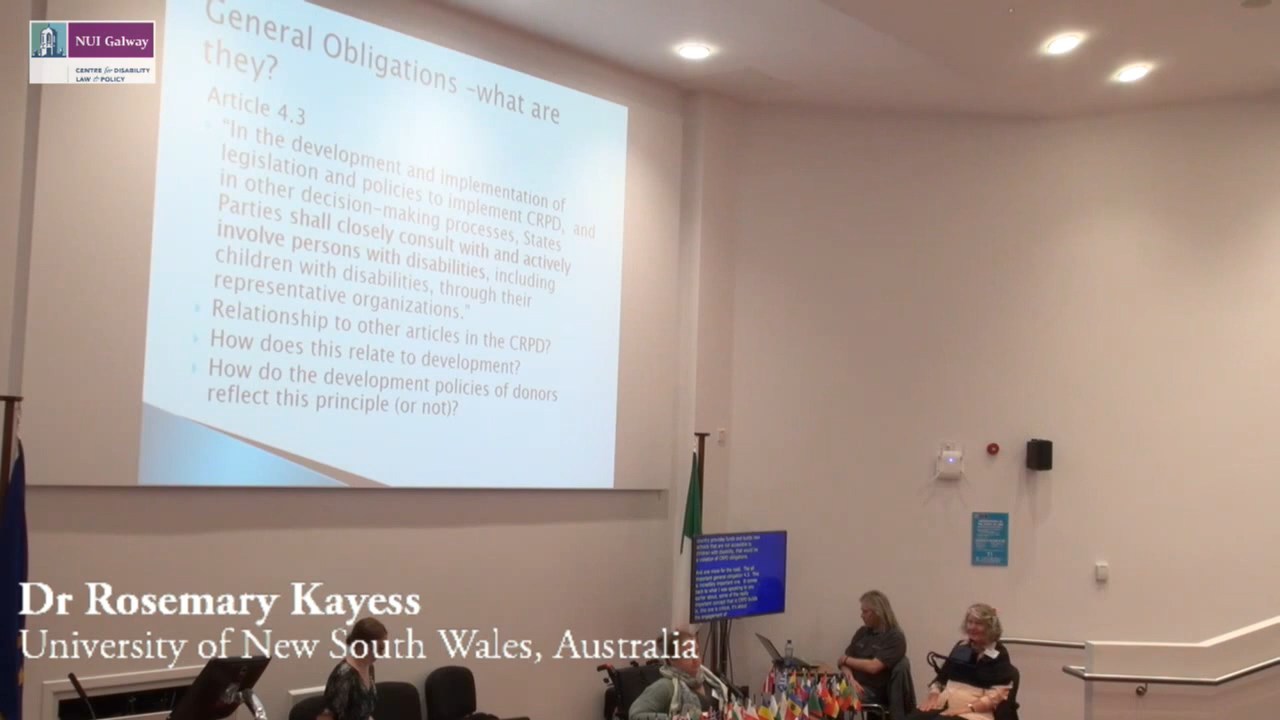 NUI Galway
CENTRE for DISABILITY
LAW & POLICY
General Obligations –what are
they?
Article 4.3
"In the development and implementation of
legislation and policies to implement CRPD, and
in other decision-making processes, States
Parties shall closely consult with and actively
involve persons with disabilities, including
children with disabilities, through their
representative organizations."
Relationship to other articles in the CRPD?
How does this relate to development?
How do the development policies of donors
reflect this principle (or not)?
Dr Rosemary Kayess
University of New South Wales, Australia